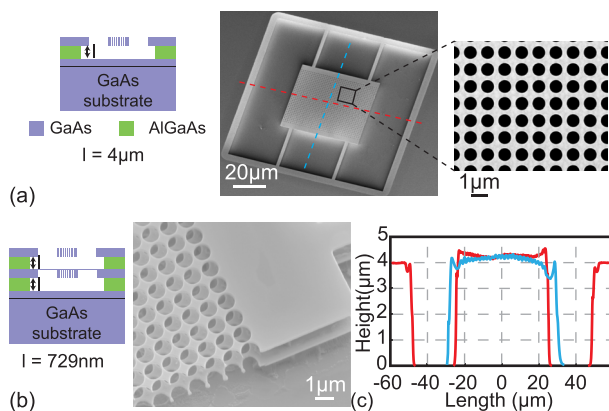 GaAs
substrate
GaAs AlGaAs
l = 4µm
(a)
20µm
1µm
GaAs
substrate
l = 729nm
(b)
1µm
5
4
3
2
1
0
Height(µm)
-60 -40 -20 0 20 40 60
(c) Length (µm)
l
l
l